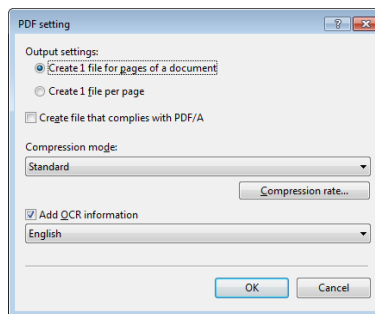 PDF setting
Output settings:
Create 1 file for pages of a document
Create 1 file per page
Create file that complies with PDF/A
Compression mode:
Standard
Compression rate...
Add OCR information
English
OK Cancel